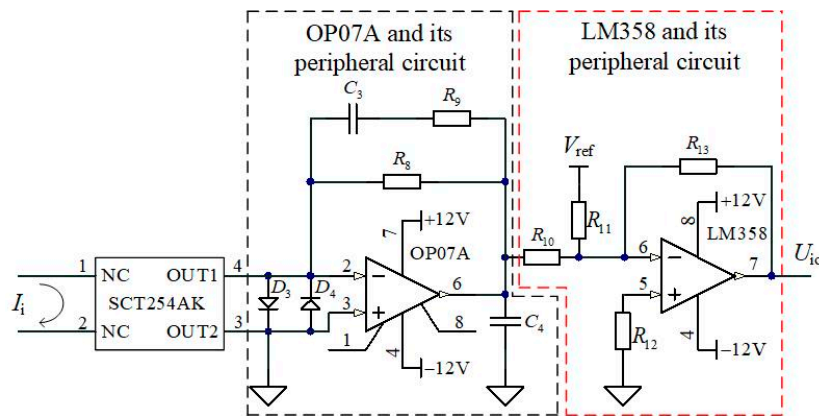 OP07A and its
peripheral circuit
LM358 and its
peripheral circuit
C3
R9
Vref
R13
R8
R11
7
+12V
8
+12V
OP07A
R10
LM358
1
NC
OUT1
4
2
6
6
7
Uio
Ii
SCT254AK
D3
D4
3
5
2
NC
OUT2
3
1
8
C4
R12
4
−12V
4
−12V